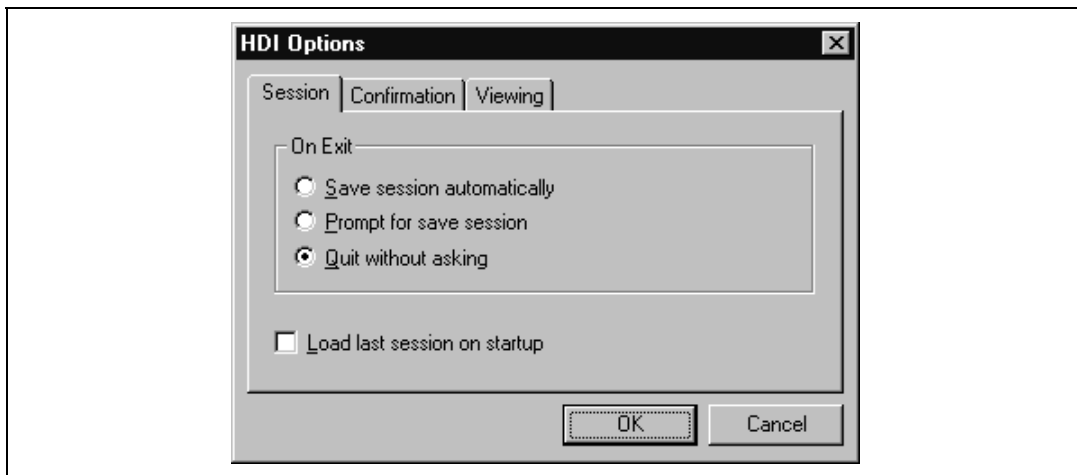 HDI Options
Session Confirmation Viewing
On Exit
Save session automatically
Prompt for save session
Quit without asking
Load last session on startup
OK Cancel